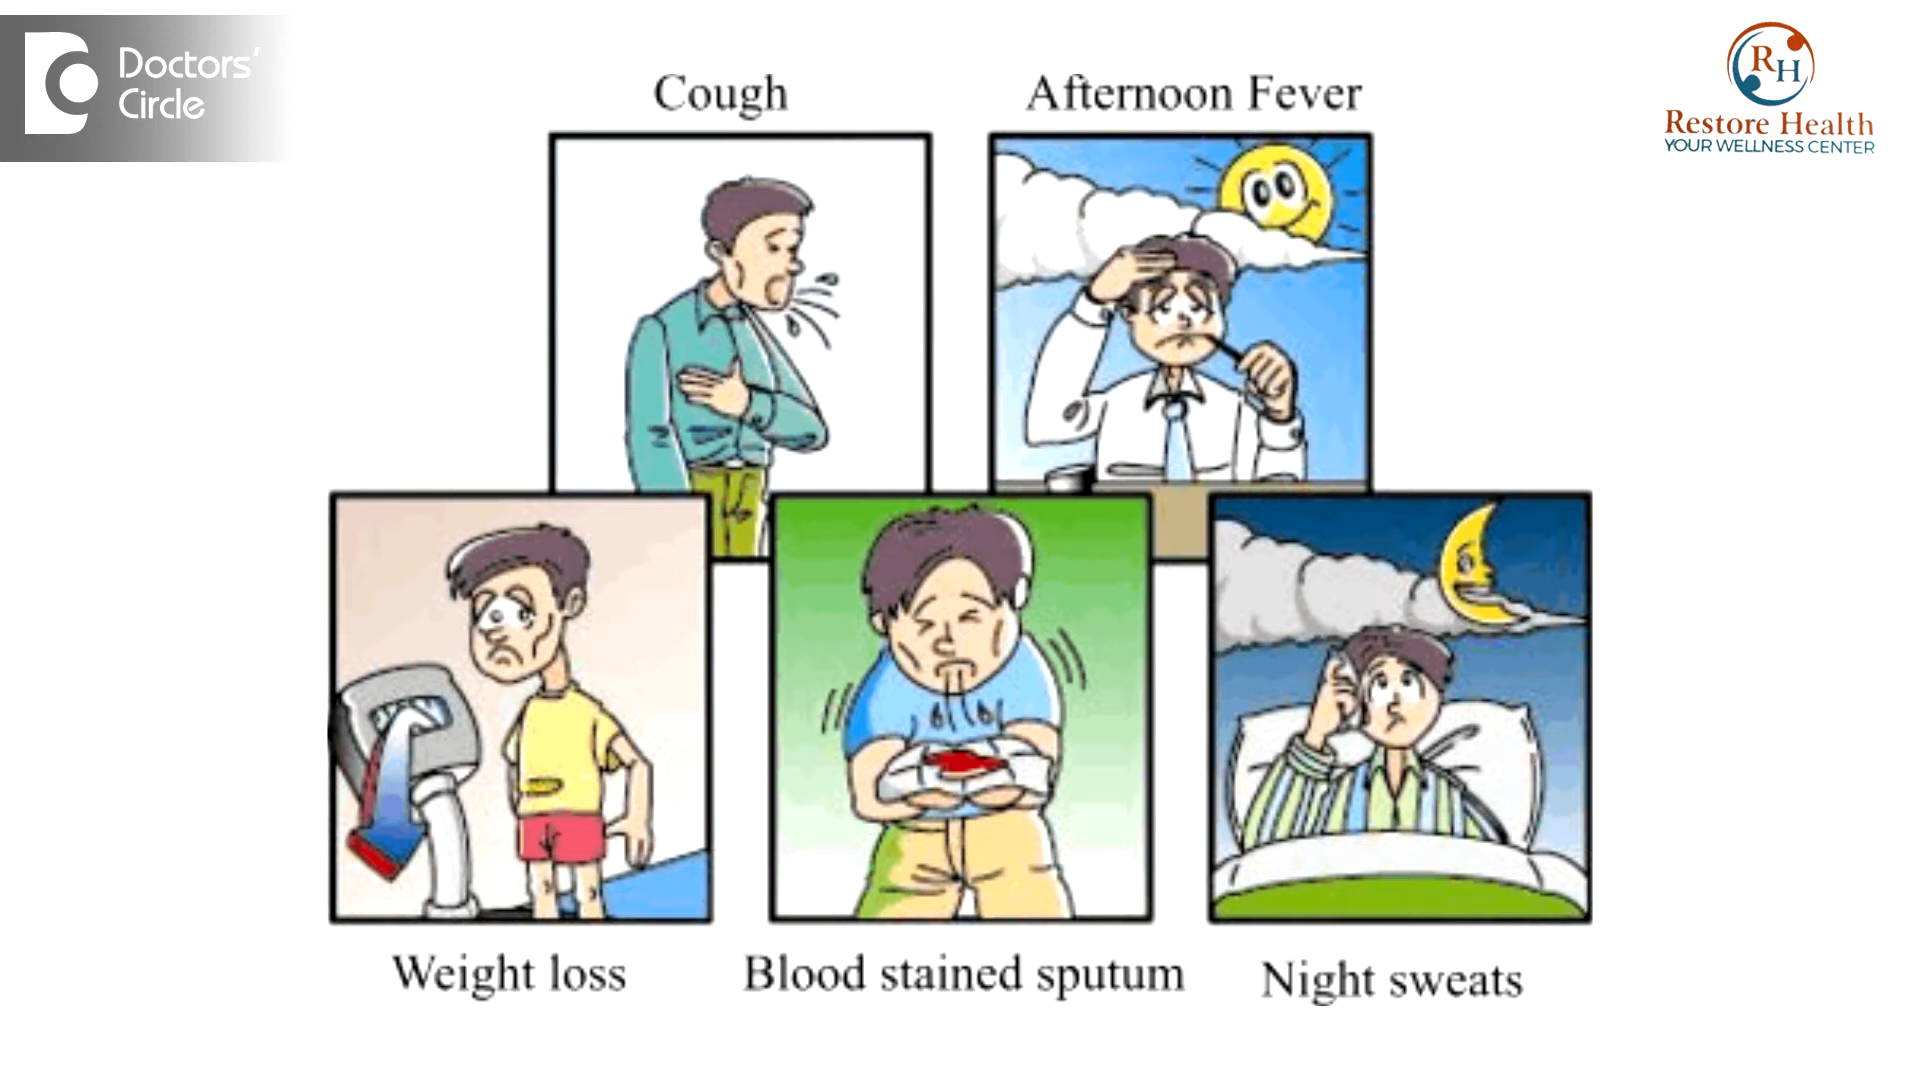 Doctors'
Circle
RH
Restore Health
YOUR WELLNESS CENTER
Cough
Afternoon Fever
Weight loss
Blood stained sputum
Night sweats